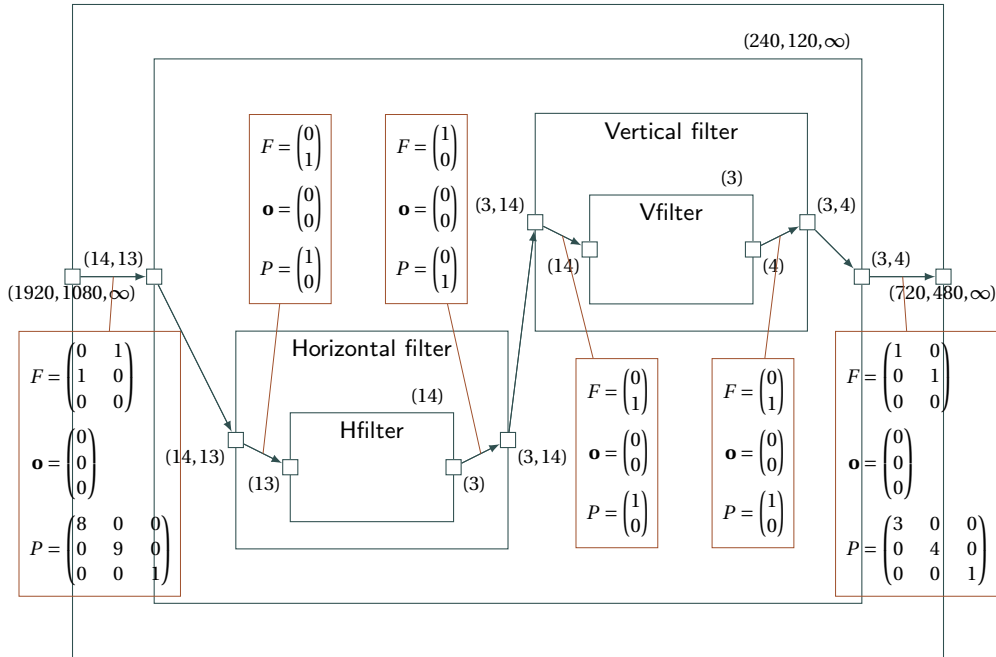 (240, 120, ∞)
F = (0 1)
o = (0 0)
P = (1 0)
F = (1 0)
o = (0 0)
P = (0 1)
Vertical filter
(3)
Vfilter
(3, 14)
(14)
(4)
(3, 4)
(14, 13)
(1920, 1080, ∞)
(3, 4)
(720, 480, ∞)
F = (0 1
1 0
0 0)
o = (0
0
0)
P = (8 0 0
0 9 0
0 0 1)
Horizontal filter
(14)
Hfilter
(14, 13)
(13)
(3)
(3, 14)
F = (0 1)
o = (0 0)
P = (1 0)
F = (0 1)
o = (0 0)
P = (1 0)
F = (1 0
0 1
0 0)
o = (0
0
0)
P = (3 0 0
0 4 0
0 0 1)